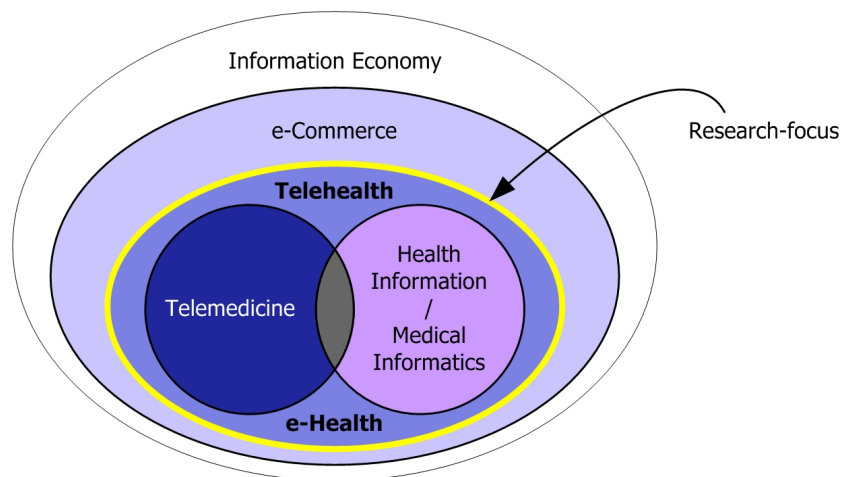 Information Economy
e-Commerce
Research-focus
Telehealth
Telemedicine
Health
Information
/
Medical
Informatics
e-Health